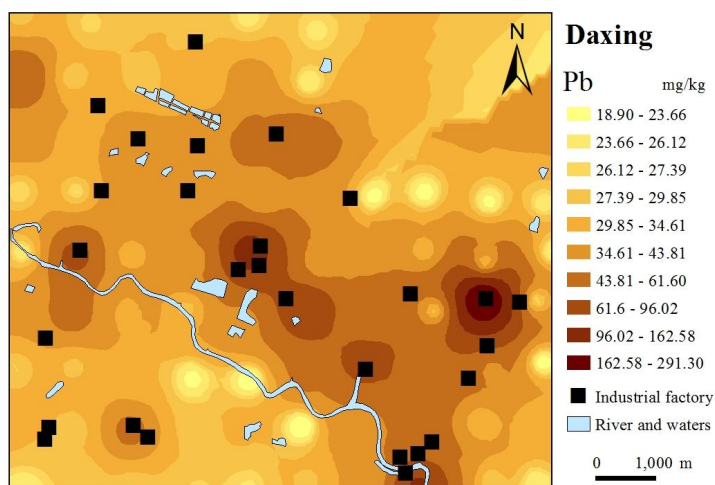 N
Daxing
Pb mg/kg
18.90 - 23.66
23.66 - 26.12
26.12 - 27.39
27.39 - 29.85
29.85 - 34.61
34.61 - 43.81
43.81 - 61.60
61.6 - 96.02
96.02 - 162.58
162.58 - 291.30
Industrial factory
River and waters
0 1,000 m